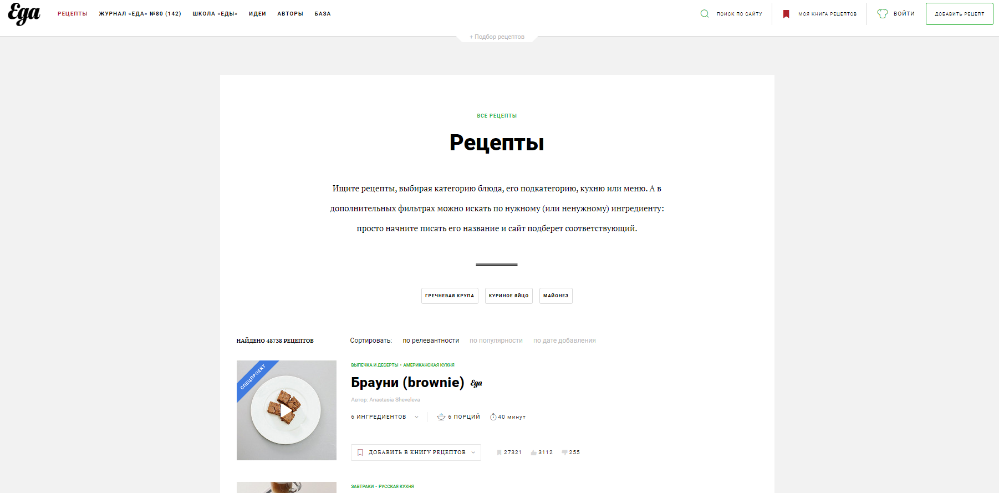 Еда
РЕЦЕПТЫ ЖУРНАЛ «ЕДА» №80 (142) ШКОЛА «ЕДЫ» ИДЕИ АВТОРЫ БАЗА ПОИСК ПО САЙТУ МОЯ КНИГА РЕЦЕПТОВ ВОЙТИ ДОБАВИТЬ РЕЦЕПТ
+ Подбор рецептов
ВСЕ РЕЦЕПТЫ
Рецепты
Ищите рецепты, выбирая категорию блюда, его подкатегорию, кухню или меню. А в
дополнительных фильтрах можно искать по нужному (или ненужному) ингредиенту:
просто начните писать его название и сайт подберет соответствующий.
ГРЕЧНЕВАЯ КРУПА КУРИНОЕ ЯЙЦО МАЙОНЕЗ
НАЙДЕНО 48738 РЕЦЕПТОВ Сортировать: по релевантности по популярности по дате добавления
СПЕЦПРОЕКТ
ВЫПЕЧКА И ДЕСЕРТЫ • АМЕРИКАНСКАЯ КУХНЯ
Брауни (brownie) Еда
Автор: Anastasia Sheveleva
6 ИНГРЕДИЕНТОВ 6 ПОРЦИЙ 40 минут
ДОБАВИТЬ В КНИГУ РЕЦЕПТОВ 27321 3112 255
ЗАВТРАКИ • РУССКАЯ КУХНЯ